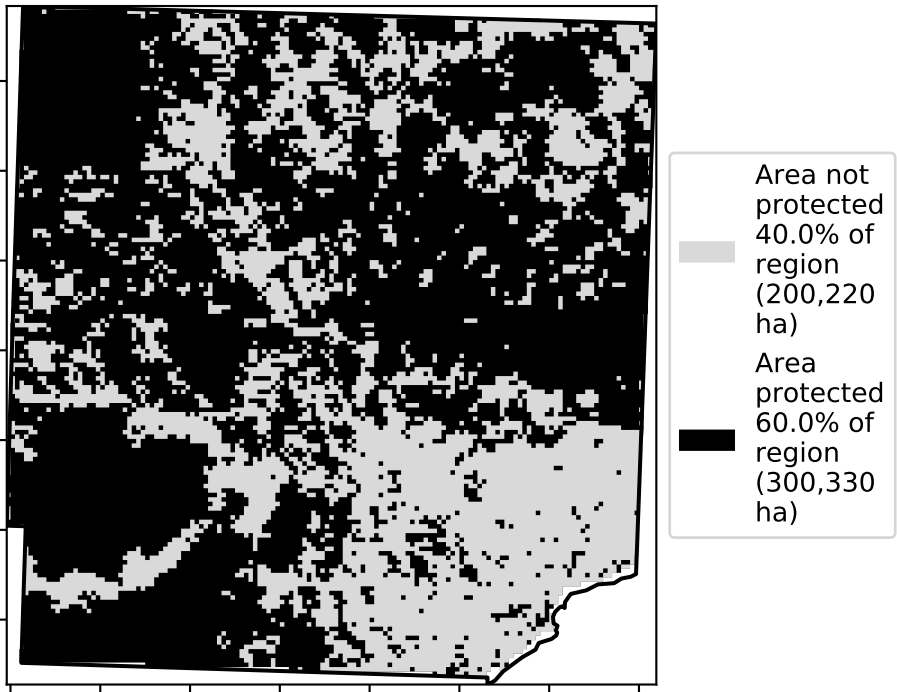 Area not
protected
40.0% of
region
(200,220
ha)
Area
protected
60.0% of
region
(300,330
ha)